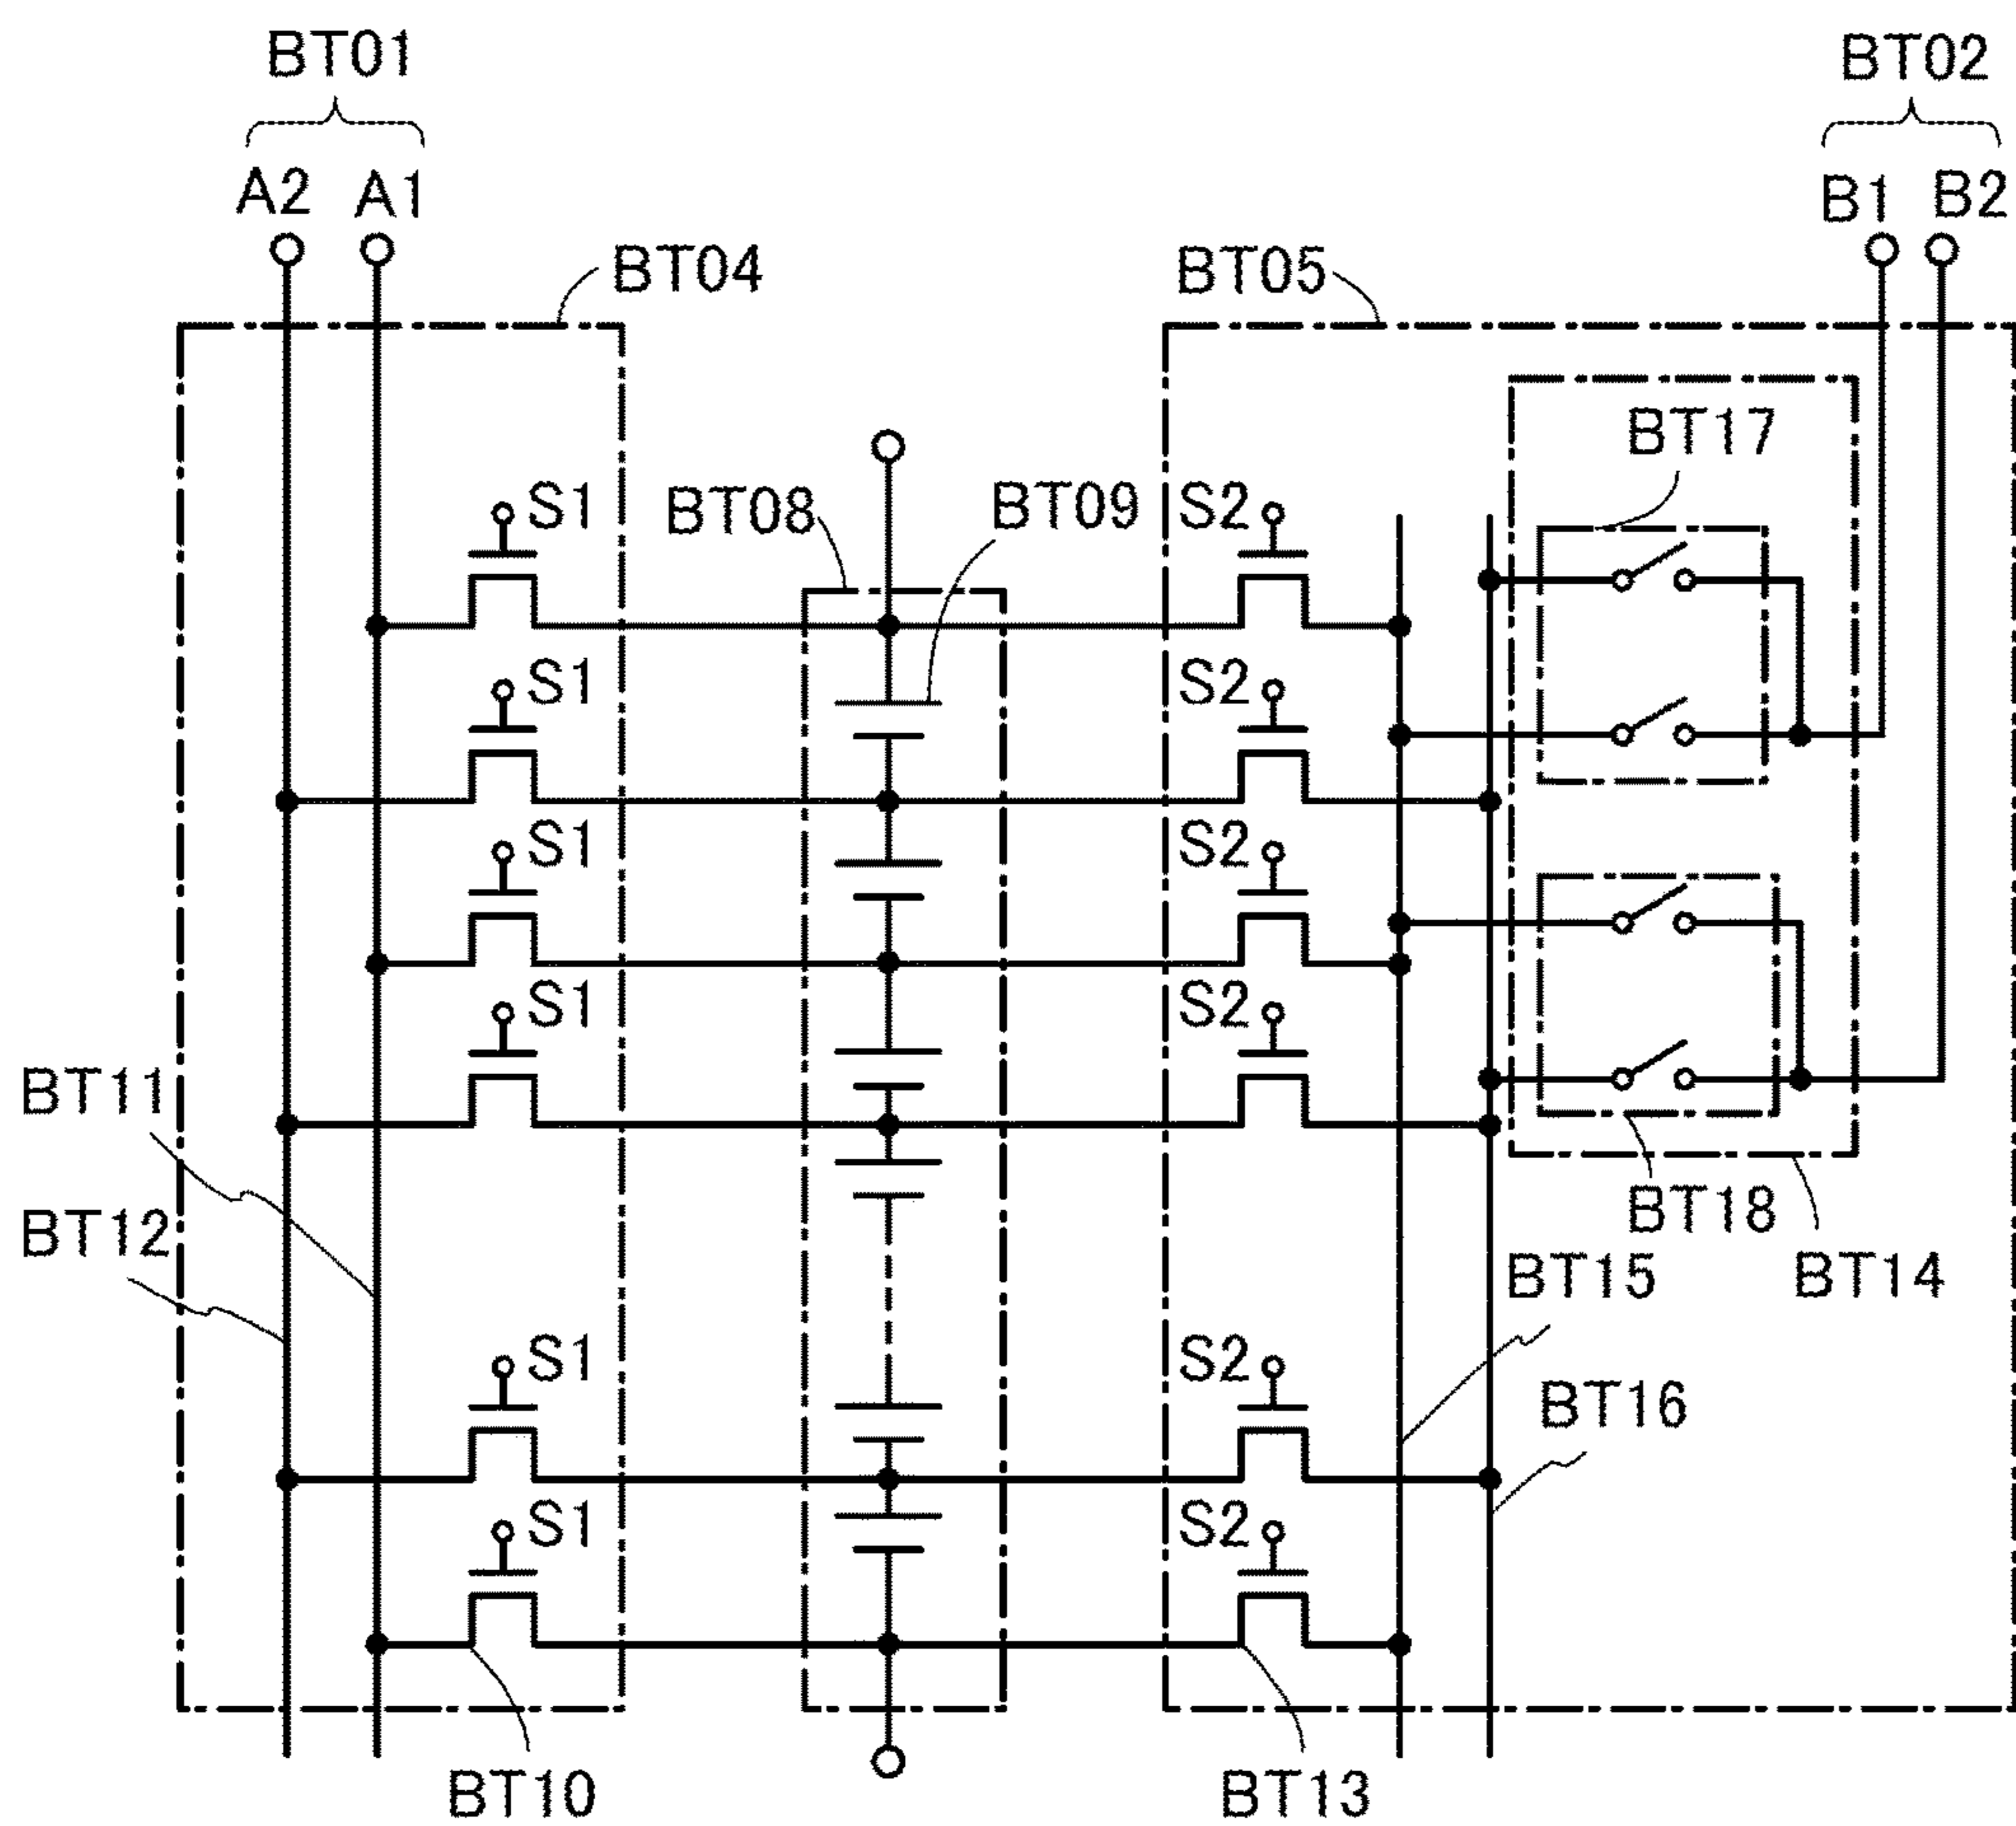 BT01
BT02
A2 A1
B1 B2
BT04
BT05
BT17
S1
BT08
BT09
S2
S1
S2
S1
S2
S1
S2
BT11
BT18
BT12
BT15
BT14
S1
S2
BT16
S1
S2
BT10
BT13